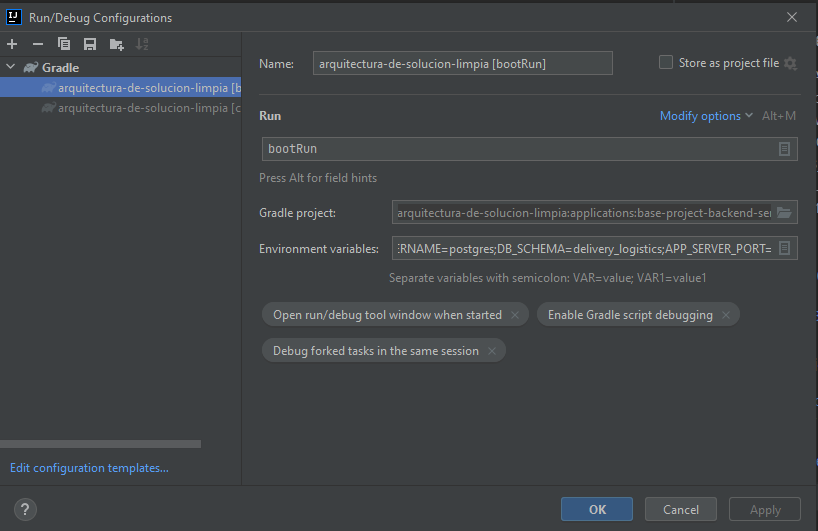 Run/Debug Configurations
Gradle
arquitectura-de-solucion-limpia [b
arquitectura-de-solucion-limpia [c
Edit configuration templates...
Name: arquitectura-de-solucion-limpia [bootRun]
Store as project file
Run
Modify options Alt+M
bootRun
Press Alt for field hints
Gradle project: arquitectura-de-solucion-limpia:applications:base-project-backend-ser
Environment variables: ERNAME=postgres;DB_SCHEMA=delivery_logistics;APP_SERVER_PORT=
Separate variables with semicolon: VAR=value; VAR1=value1
Open run/debug tool window when started
Enable Gradle script debugging
Debug forked tasks in the same session
?
OK
Cancel
Apply